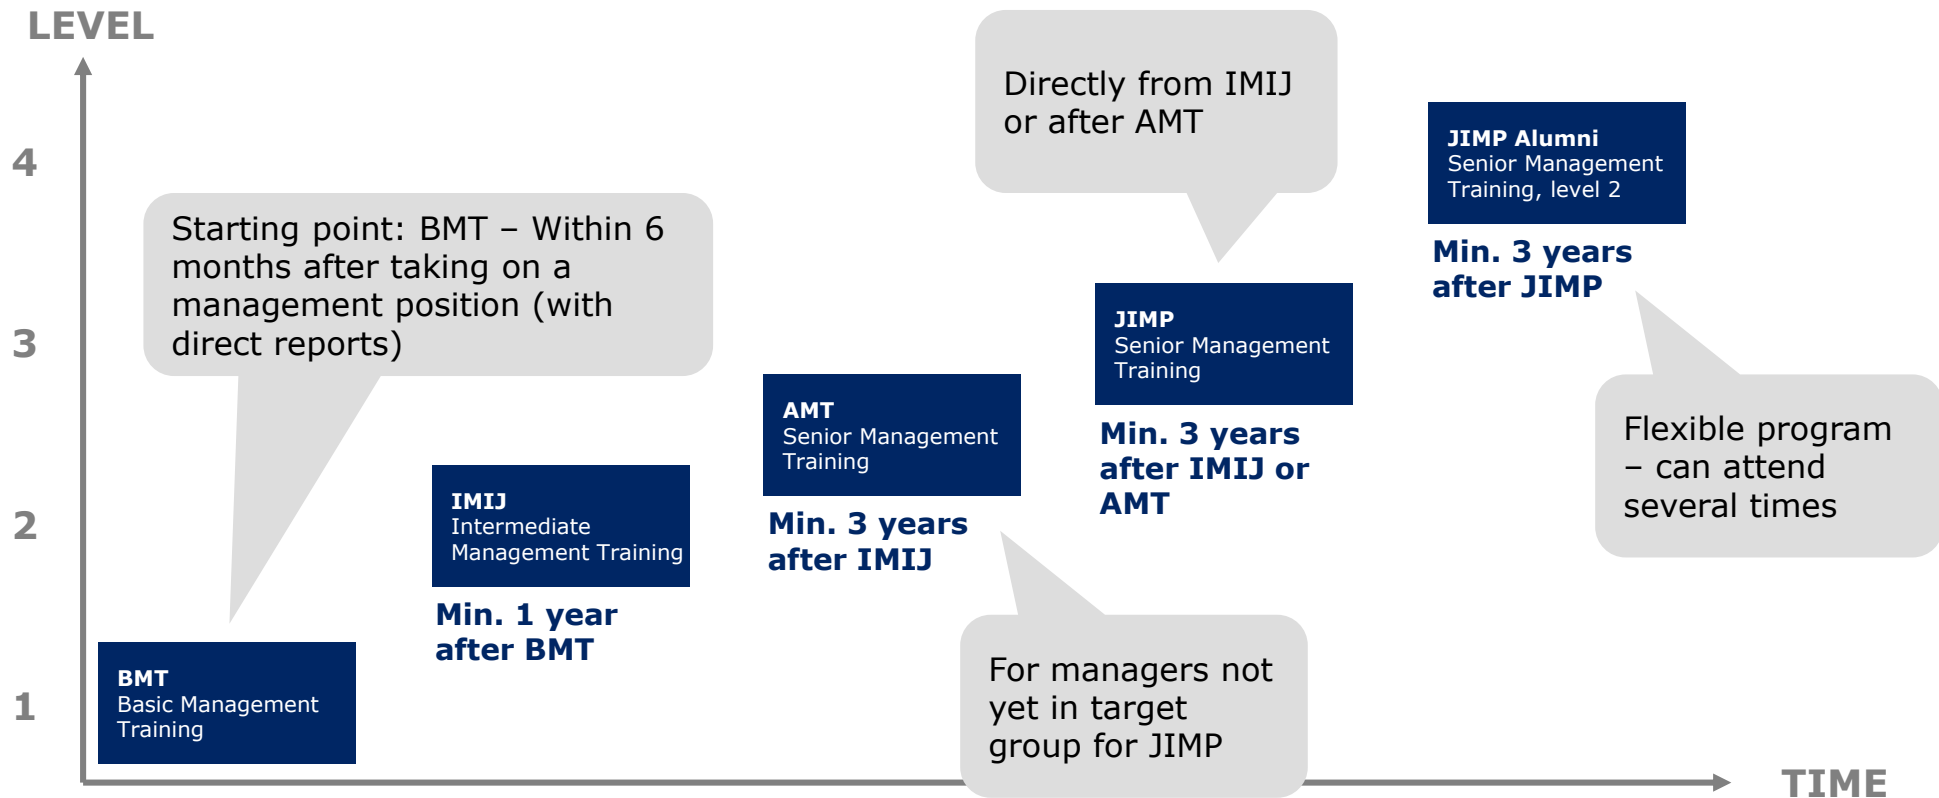 LEVEL
4
3
2
1
Starting point: BMT – Within 6
months after taking on a
management position (with
direct reports)
BMT
Basic Management
Training
IMIJ
Intermediate
Management Training
Min. 1 year
after BMT
AMT
Senior Management
Training
Min. 3 years
after IMIJ
For managers not
yet in target
group for JIMP
Directly from IMIJ
or after AMT
JIMP
Senior Management
Training
Min. 3 years
after IMIJ or
AMT
JIMP Alumni
Senior Management
Training, level 2
Min. 3 years
after JIMP
Flexible program
– can attend
several times
TIME